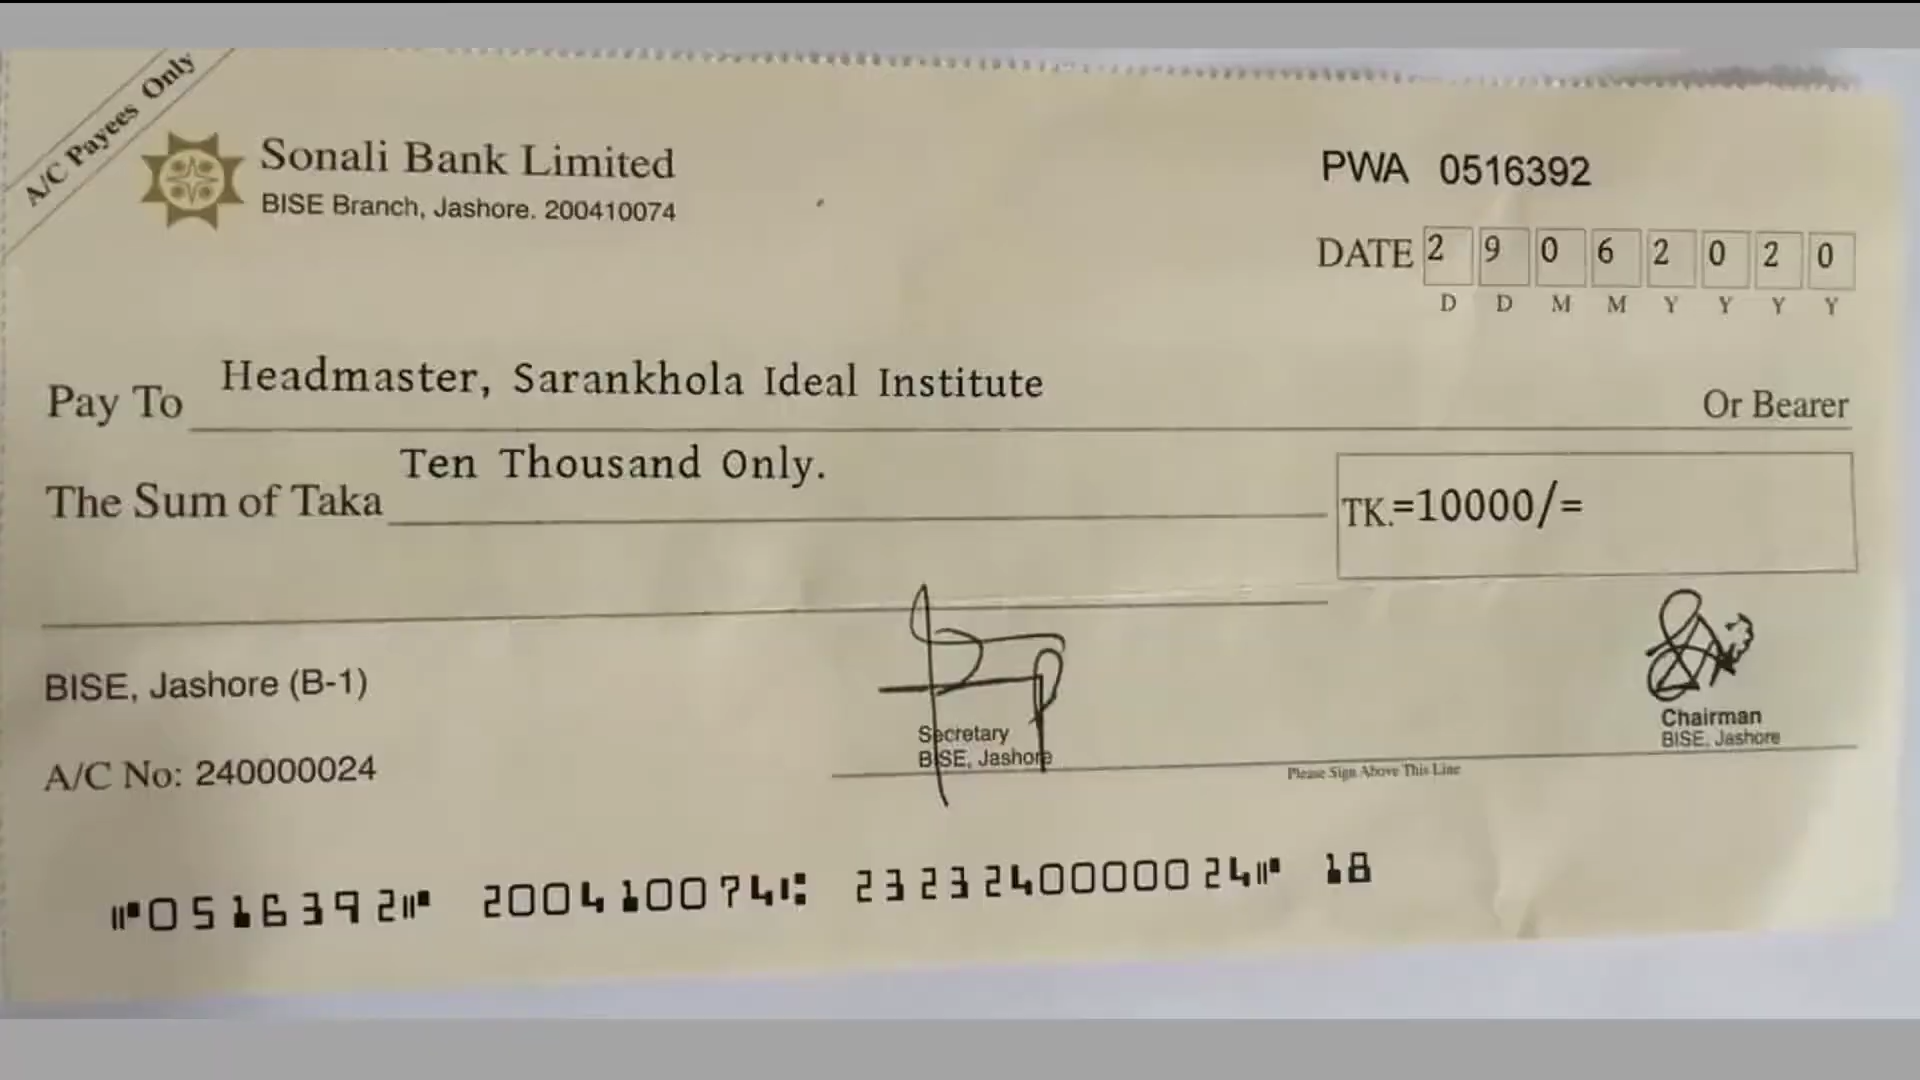 A/C Payees Only
Sonali Bank Limited
BISE Branch, Jashore. 200410074
PWA 0516392
DATE 2 9 0 6 2 0 2 0
D D M M Y Y Y Y
Pay To Headmaster, Sarankhola Ideal Institute Or Bearer
The Sum of Taka Ten Thousand Only.
TK.=10000/=
BISE, Jashore (B-1)
A/C No: 240000024
Secretary
BISE, Jashore
Chairman
BISE, Jashore
Please Sign Above This Line
⑈0516392⑈ 200410074⑆ 2323240000024⑈ 18